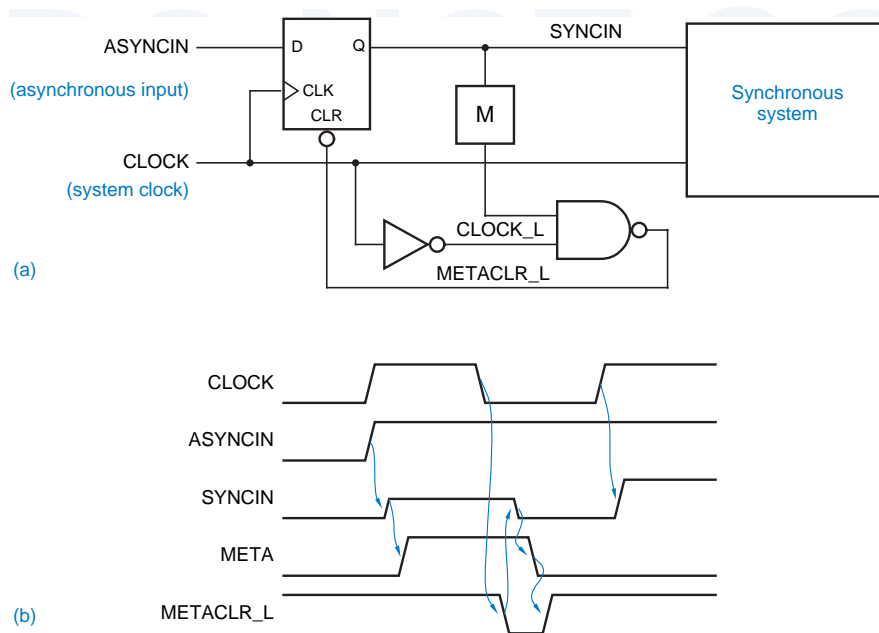 ASYNCIN
(asynchronous input)
D
Q
CLK
CLR
SYNCIN
M
Synchronous
system
CLOCK
(system clock)
CLOCK_L
METACLR_L
(a)
CLOCK
ASYNCIN
SYNCIN
META
METACLR_L
(b)